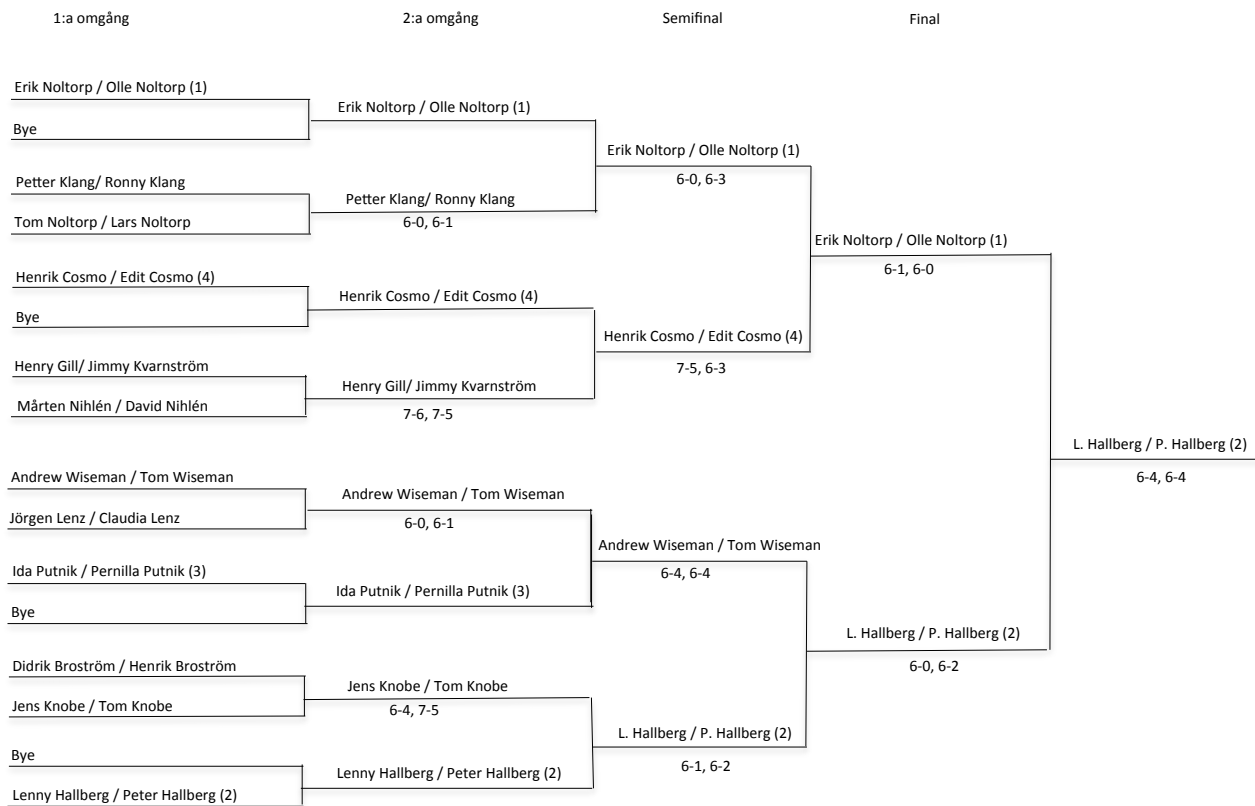 1:a omgång
2:a omgång
Semifinal
Final
Erik Noltorp / Olle Noltorp (1)
Bye
Petter Klang/ Ronny Klang
Tom Noltorp / Lars Noltorp
Henrik Cosmo / Edit Cosmo (4)
Bye
Henry Gill/ Jimmy Kvarnström
Mårten Nihlén / David Nihlén
Andrew Wiseman / Tom Wiseman
Jörgen Lenz / Claudia Lenz
Ida Putnik / Pernilla Putnik (3)
Bye
Didrik Broström / Henrik Broström
Jens Knobe / Tom Knobe
Bye
Lenny Hallberg / Peter Hallberg (2)
Erik Noltorp / Olle Noltorp (1)
Petter Klang/ Ronny Klang
6-0, 6-1
Henrik Cosmo / Edit Cosmo (4)
Henry Gill/ Jimmy Kvarnström
7-6, 7-5
Andrew Wiseman / Tom Wiseman
6-0, 6-1
Ida Putnik / Pernilla Putnik (3)
Jens Knobe / Tom Knobe
6-4, 7-5
Lenny Hallberg / Peter Hallberg (2)
Erik Noltorp / Olle Noltorp (1)
6-0, 6-3
Henrik Cosmo / Edit Cosmo (4)
7-5, 6-3
Andrew Wiseman / Tom Wiseman
6-4, 6-4
L. Hallberg / P. Hallberg (2)
6-1, 6-2
Erik Noltorp / Olle Noltorp (1)
6-1, 6-0
L. Hallberg / P. Hallberg (2)
6-0, 6-2
L. Hallberg / P. Hallberg (2)
6-4, 6-4